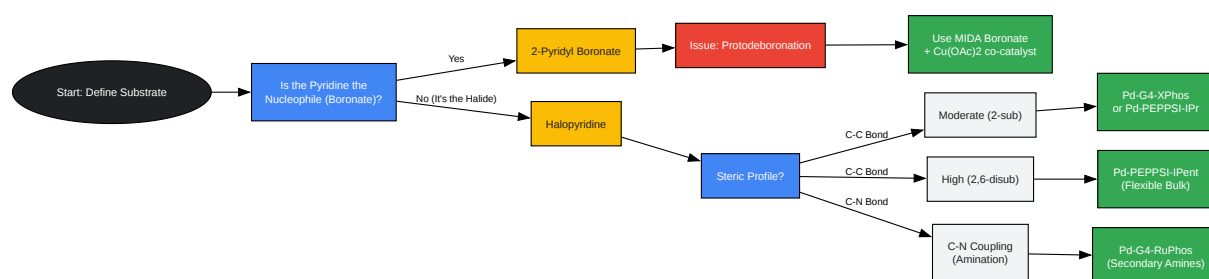 Start: Define Substrate
Is the Pyridine the
Nucleophile (Boronate)?
Yes
No (It's the Halide)
2-Pyridyl Boronate
Issue: Protodeboronation
Use MIDA Boronate
+ Cu(OAc)2 co-catalyst
Halopyridine
Steric Profile?
C-C Bond
C-C Bond
C-N Bond
Moderate (2-sub)
Pd-G4-XPhos
or Pd-PEPPSI-IPr
High (2,6-disub)
Pd-PEPPSI-IPent
(Flexible Bulk)
C-N Coupling
(Amination)
Pd-G4-RuPhos
(Secondary Amines)